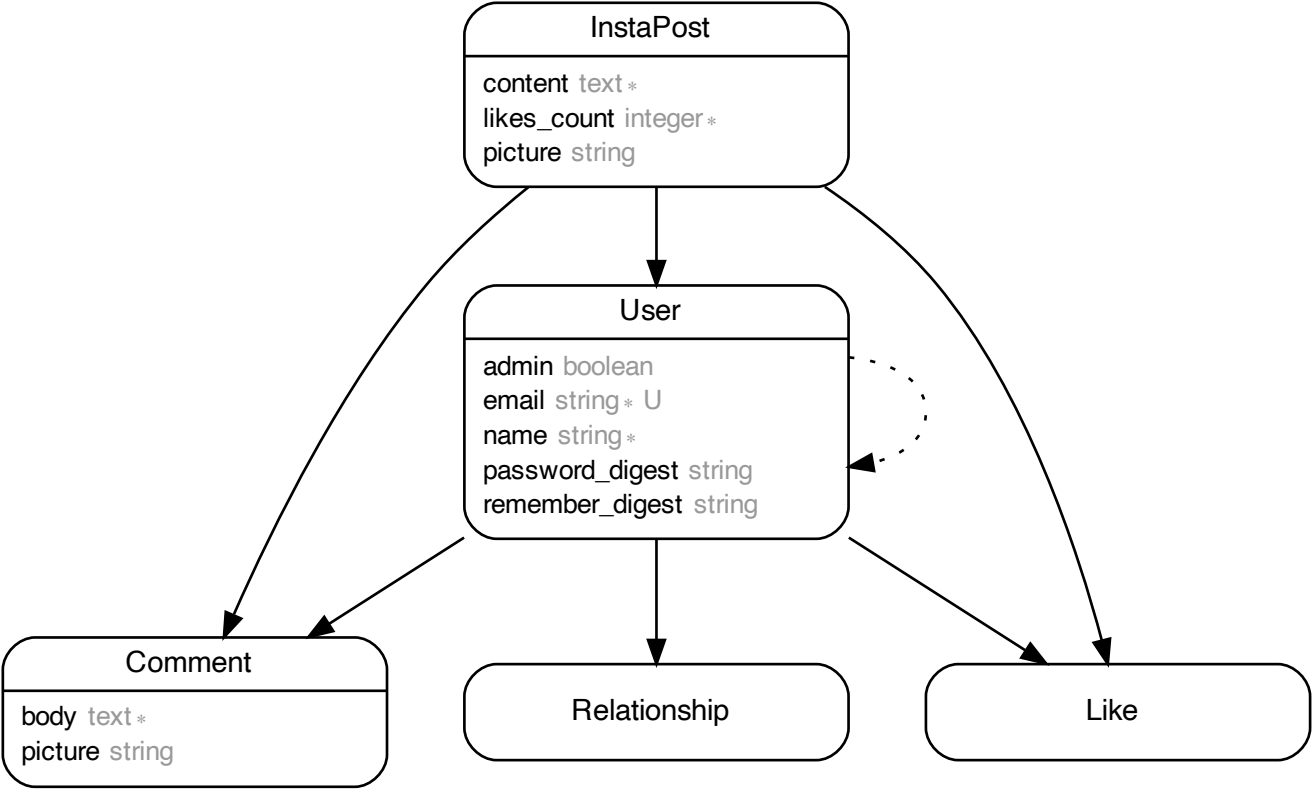 InstaPost
content text *
likes_count integer *
picture string
User
admin boolean
email string * U
name string *
password_digest string
remember_digest string
Comment
body text *
picture string
Relationship
Like